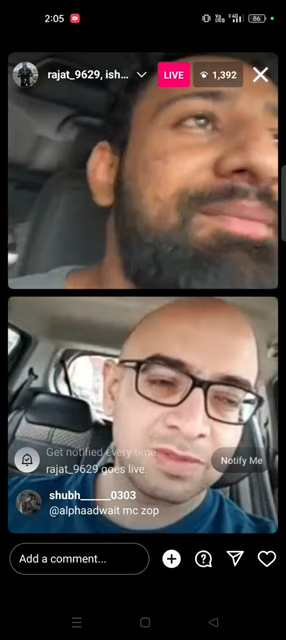 2:05
86
rajat_9629, ish...
LIVE
1,392
Get notified every time
rajat_9629 goes live.
Notify Me
shubh_____0303
@alphaadwait mc zop
Add a comment...